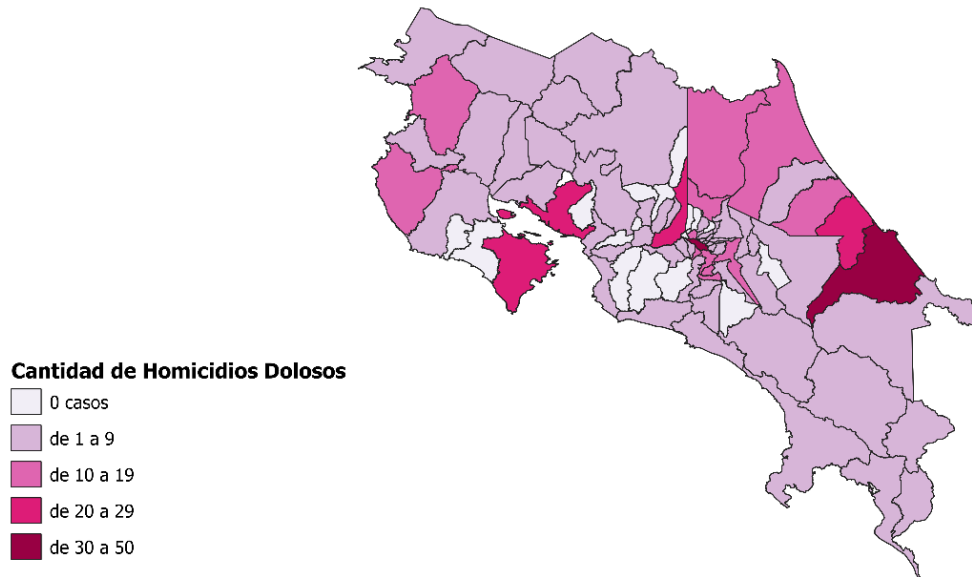 Cantidad de Homicidios Dolosos
0 casos
de 1 a 9
de 10 a 19
de 20 a 29
de 30 a 50